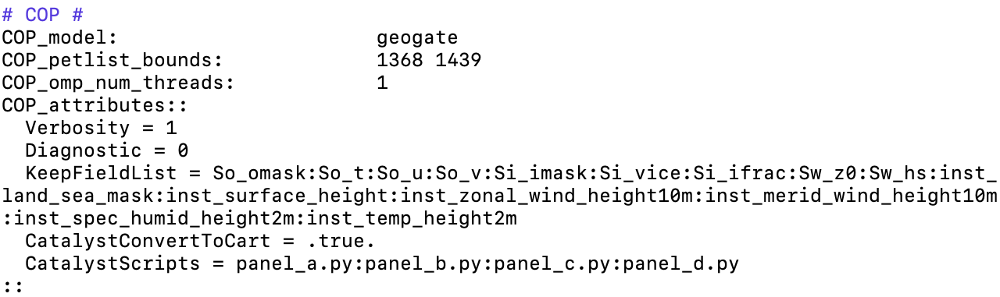 # COP #
COP_model:                      geogate
COP_petlist_bounds:             1368 1439
COP_omp_num_threads:            1
COP_attributes::
  Verbosity = 1
  Diagnostic = 0
  KeepFieldList = So_omask:So_t:So_u:So_v:Si_imask:Si_vice:Si_ifrac:Sw_z0:Sw_hs:inst_
land_sea_mask:inst_surface_height:inst_zonal_wind_height10m:inst_merid_wind_height10m
:inst_spec_humid_height2m:inst_temp_height2m
  CatalystConvertToCart = .true.
  CatalystScripts = panel_a.py:panel_b.py:panel_c.py:panel_d.py
::